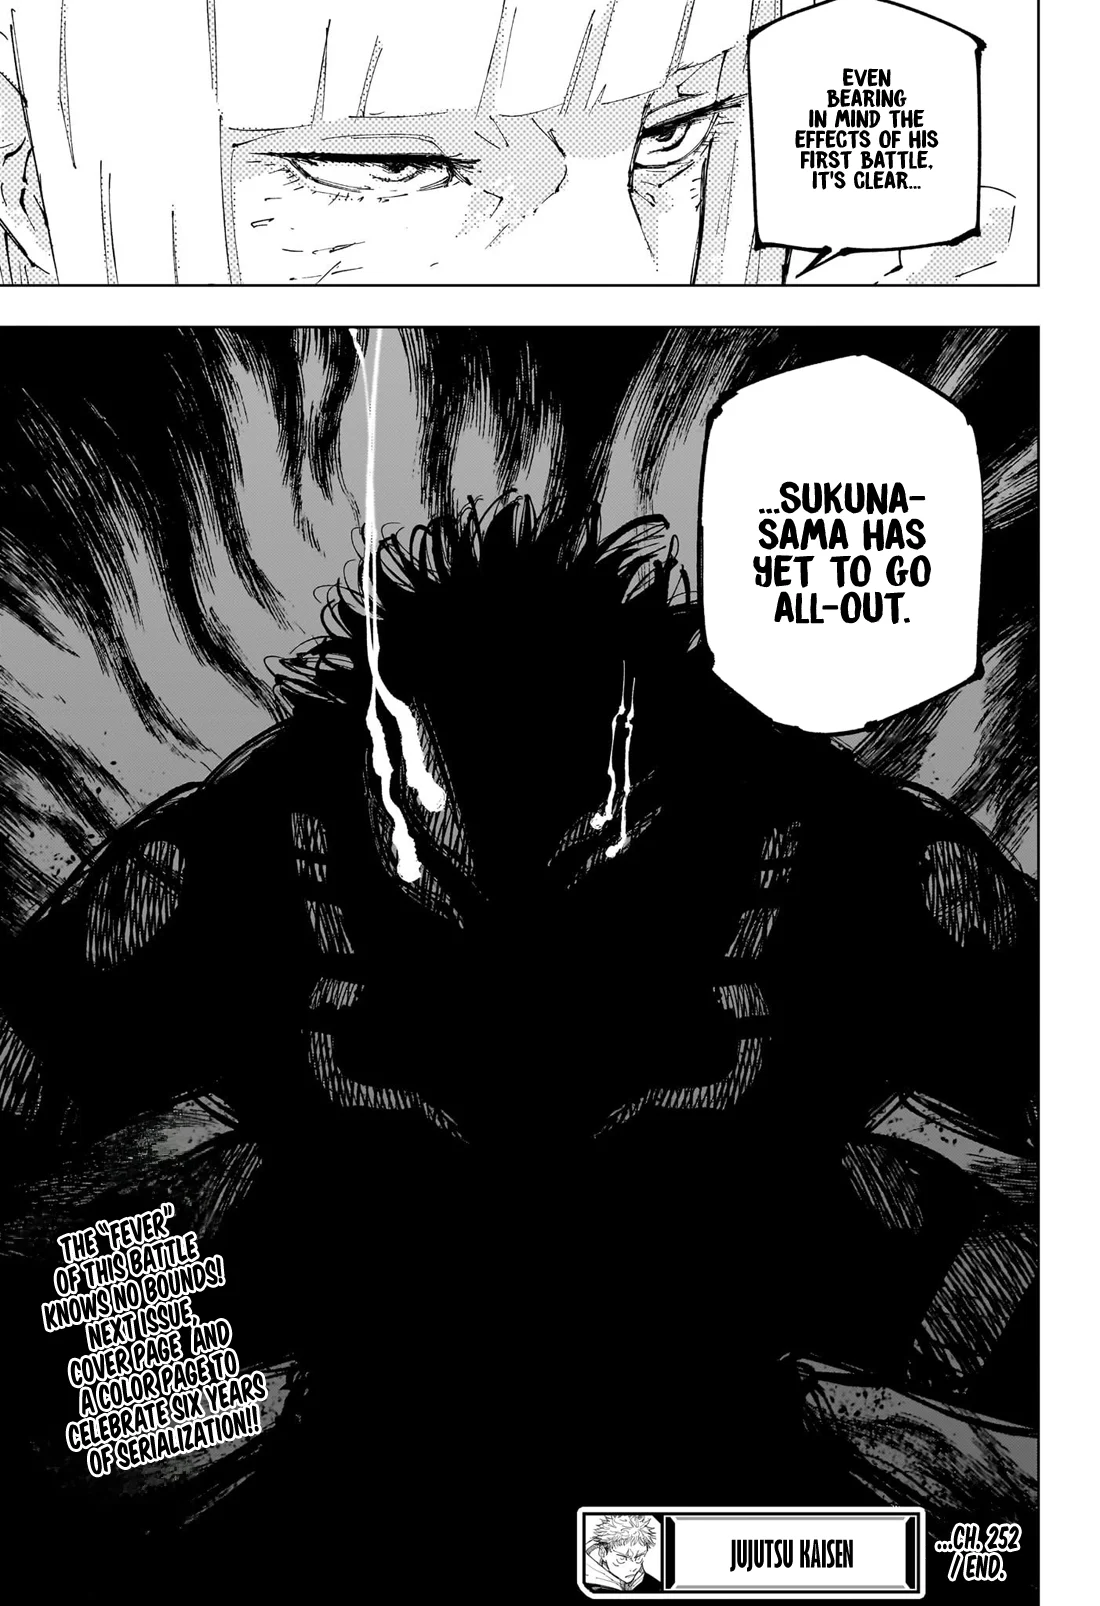 EVEN
BEARING
IN MIND THE
EFFECTS OF HIS
FIRST BATTLE,
IT'S CLEAR...
...SUKUNA-
SAMA HAS
YET TO GO
ALL-OUT.
THE "FEVER"
OF THIS BATTLE
KNOWS NO BOUNDS!
NEXT ISSUE,
COVER PAGE AND
A COLOR PAGE TO
CELEBRATE SIX YEARS
OF SERIALIZATION!!
JUJUTSU KAISEN
...CH. 252
/ END.